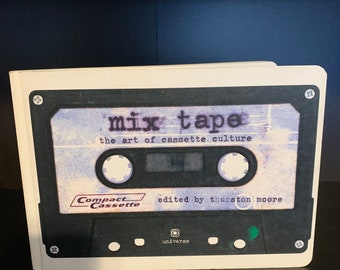 mix tape
the art of cassette culture
Compact Cassette
edited by thurston moore
universe